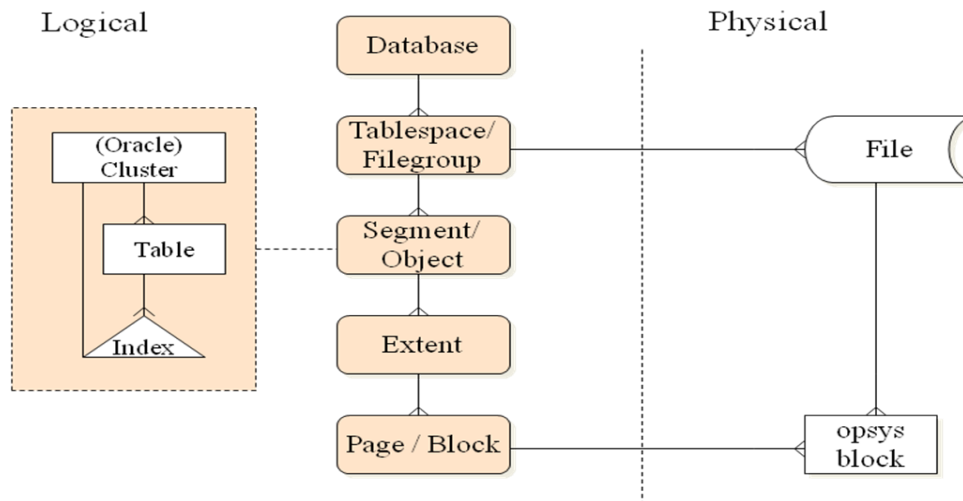 Logical
Physical
Database
Tablespace/
Filegroup
File
(Oracle)
Cluster
Segment/
Object
Table
Extent
Index
Page / Block
opsys
block